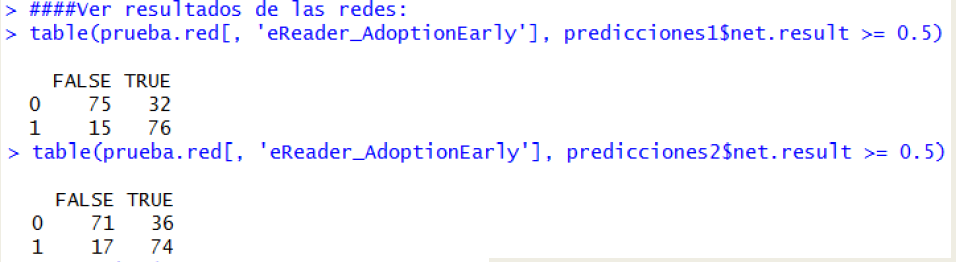 > ####Ver resultados de las redes:
> table(prueba.red[, 'eReader_AdoptionEarly'], predicciones1$net.result >= 0.5)
FALSE TRUE
0 75 32
1 15 76
> table(prueba.red[, 'eReader_AdoptionEarly'], predicciones2$net.result >= 0.5)
FALSE TRUE
0 71 36
1 17 74